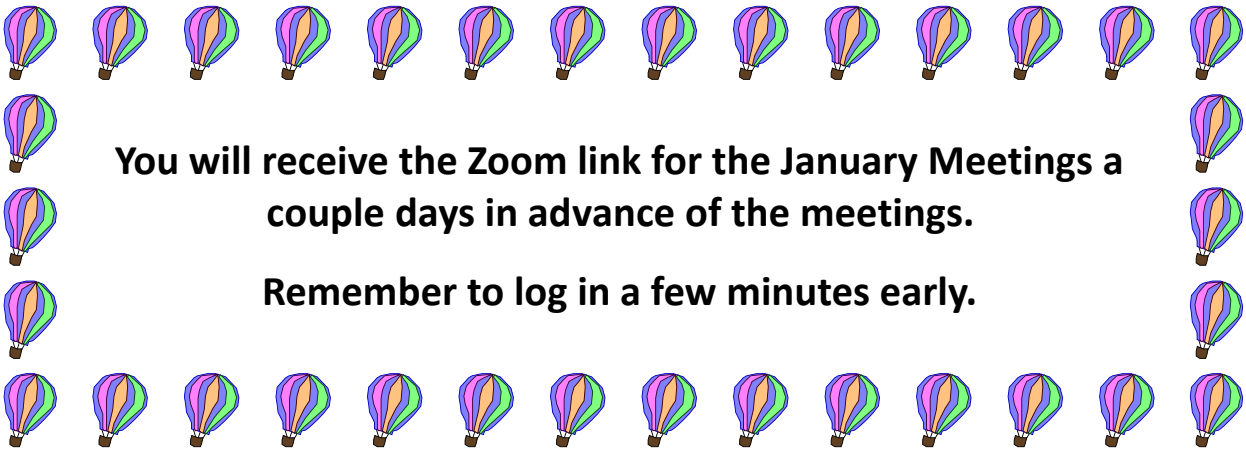 You will receive the Zoom link for the January Meetings a
couple days in advance of the meetings.
Remember to log in a few minutes early.